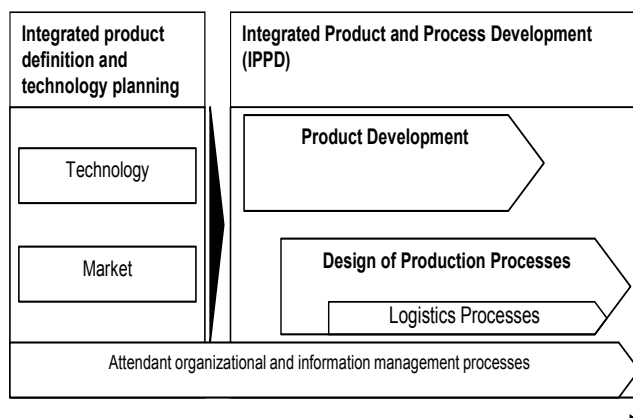 Integrated product
definition and
technology planning
Integrated Product and Process Development
(IPPD)
Technology
Market
Product Development
Design of Production Processes
Logistics Processes
Attendant organizational and information management processes